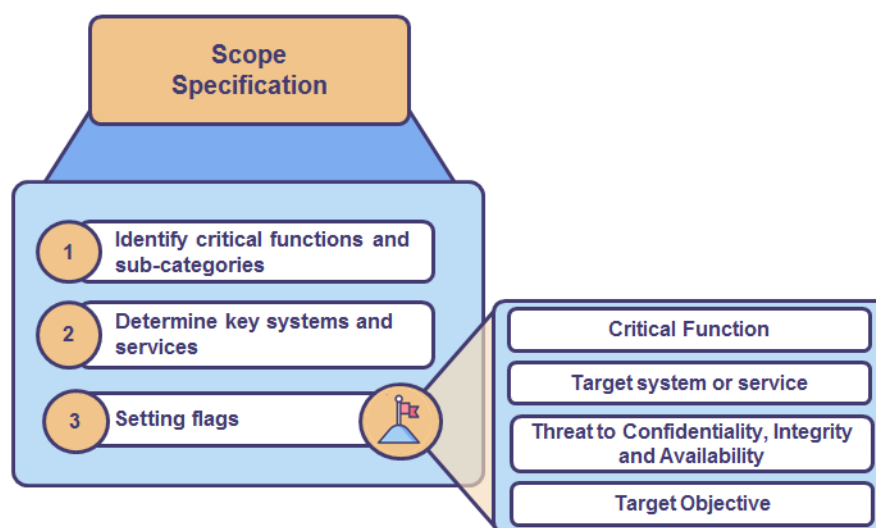 Scope
Specification
1
Identify critical functions and
sub-categories
2
Determine key systems and
services
3
Setting flags
Critical Function
Target system or service
Threat to Confidentiality, Integrity
and Availability
Target Objective